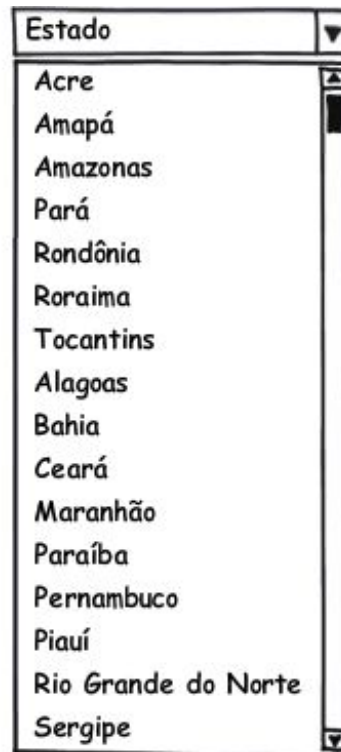 Estado
Acre
Amapá
Amazonas
Pará
Rondônia
Roraima
Tocantins
Alagoas
Bahia
Ceará
Maranhão
Paraíba
Pernambuco
Piauí
Rio Grande do Norte
Sergipe